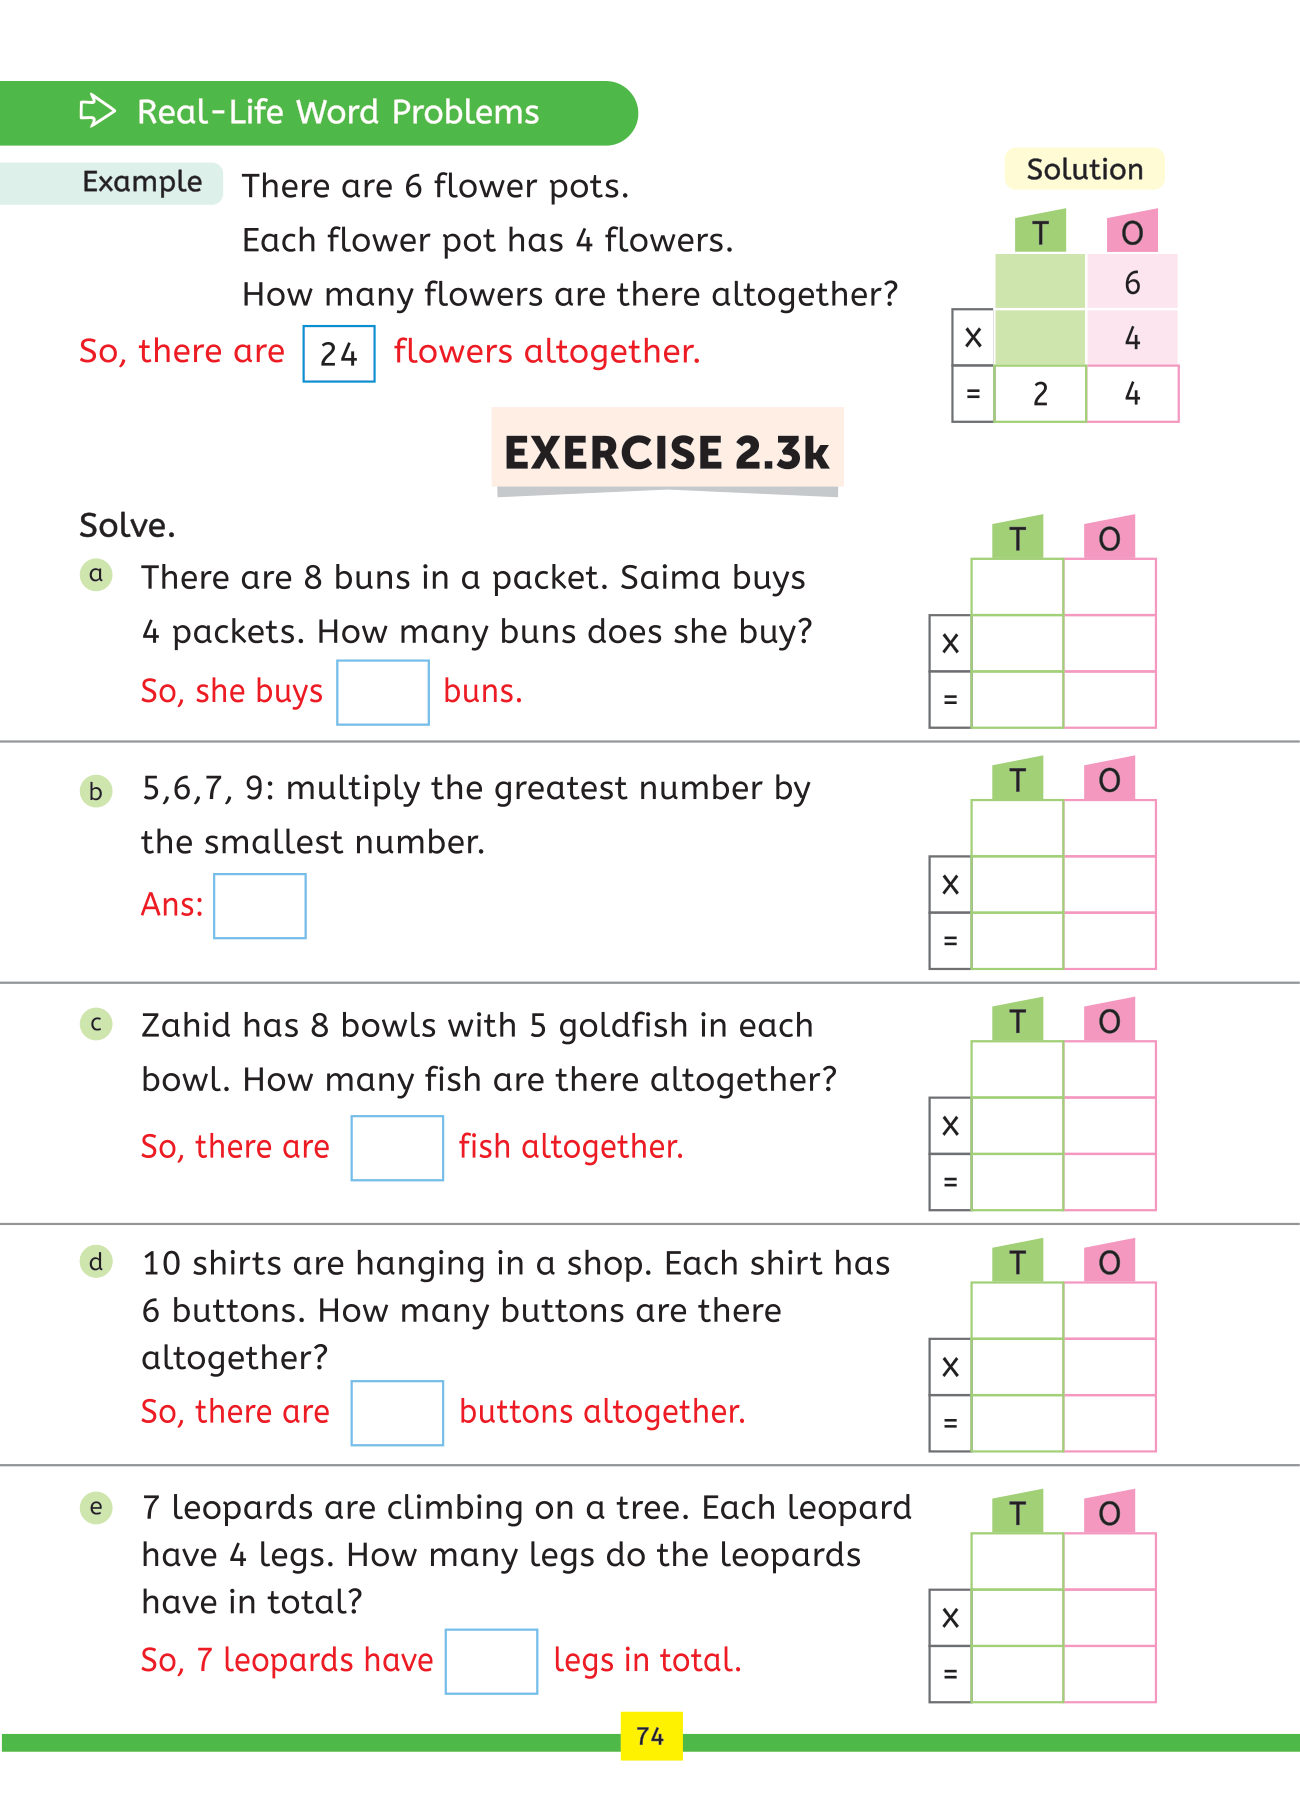 Real-Life Word Problems
Example
There are 6 flower pots.
Each flower pot has 4 flowers.
How many flowers are there altogether?
So, there are 24 flowers altogether.
Solution
T O
6
x 4
= 2 4
EXERCISE 2.3k
Solve.
a There are 8 buns in a packet. Saima buys
4 packets. How many buns does she buy?
So, she buys buns.
T O
x
=
b 5,6,7, 9: multiply the greatest number by
the smallest number.
Ans:
T O
x
=
c Zahid has 8 bowls with 5 goldfish in each
bowl. How many fish are there altogether?
So, there are fish altogether.
T O
x
=
d 10 shirts are hanging in a shop. Each shirt has
6 buttons. How many buttons are there
altogether?
So, there are buttons altogether.
T O
x
=
e 7 leopards are climbing on a tree. Each leopard
have 4 legs. How many legs do the leopards
have in total?
So, 7 leopards have legs in total.
T O
x
=
74